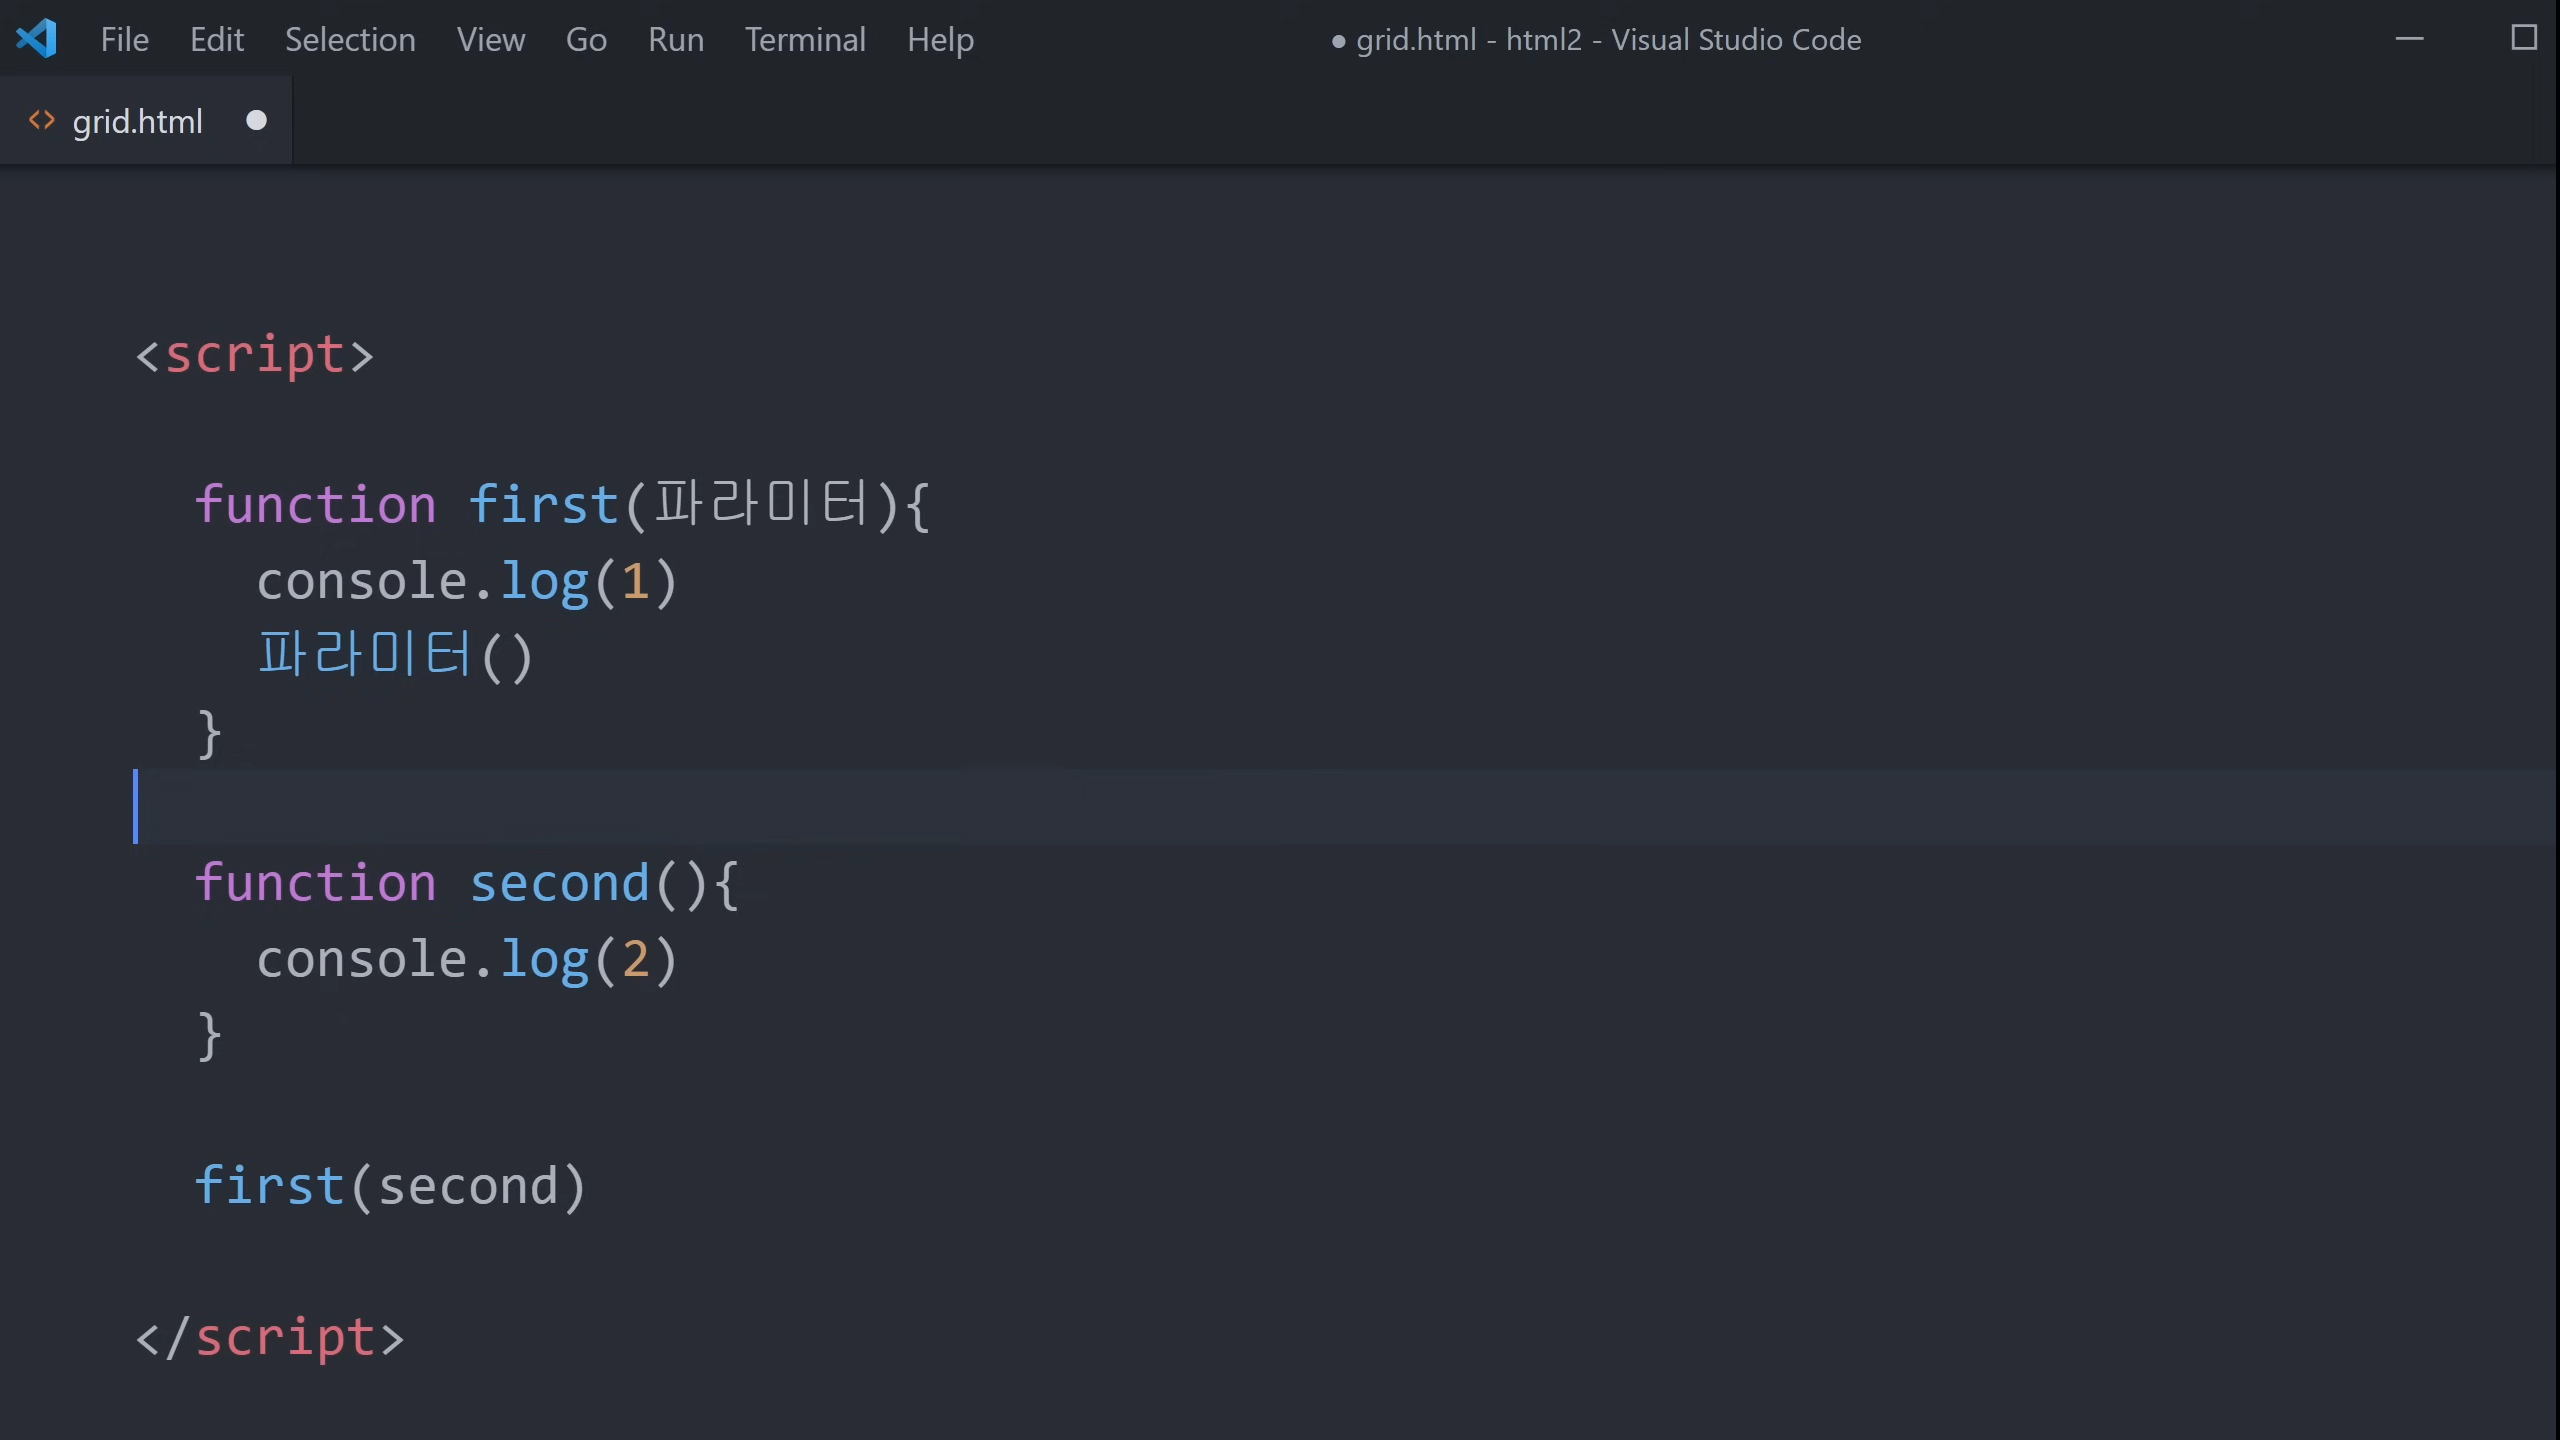 File Edit Selection View Go Run Terminal Help ● grid.html - html2 - Visual Studio Code
<> grid.html ●
<script>
function first(파라미터){
console.log(1)
파라미터()
}
function second(){
console.log(2)
}
first(second)
</script>